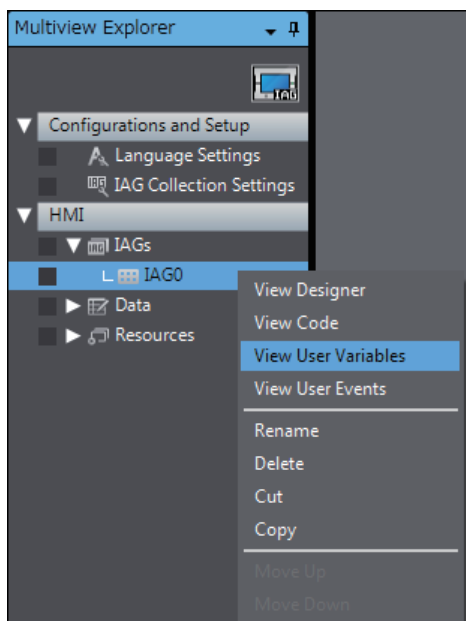 Multiview Explorer
IAG
Configurations and Setup
Language Settings
IAG Collection Settings
HMI
IAGs
IAG0
Data
Resources
View Designer
View Code
View User Variables
View User Events
Rename
Delete
Cut
Copy
Move Up
Move Down